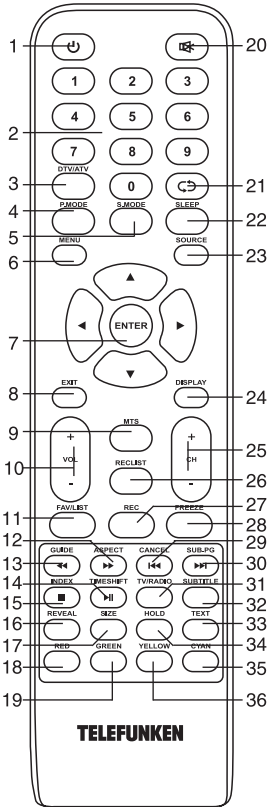 1 20
1 2 3
4 5 6
2
7 8 9
DTV/ATV
3 0 21
4 P.MODE S.MODE SLEEP 22
5
MENU SOURCE
6 23
ENTER
7
8 EXIT DISPLAY 24
9 MTS
+ +
25
10 VOL RECLIST CH
- - 26
27
11 FAV/LIST REC FREEZE 28
12 29
GUIDE ASPECT CANCEL SUB-PG
13 30
14 31
INDEX TIMESHIFT TV/RADIO SUBTITLE
15 32
16 REVEAL SIZE HOLD TEXT 33
17 34
18 RED GREEN YELLOW CYAN 35
19 36
TELEFUNKEN